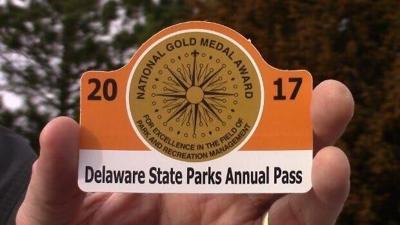 NATIONAL GOLD MEDAL AWARD
20 17
FOR EXCELLENCE IN THE FIELD OF
PARK AND RECREATION MANAGEMENT
Delaware State Parks Annual Pass